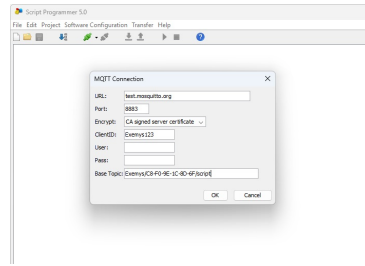 Script Programmer 5.0
File Edit Project Software Configuration Transfer Help
MQTT Connection
URL: test.mosquitto.org
Port: 8883
Encrypt: CA signed server certificate
ClientID: Exemys123
User:
Pass:
Base Topic: Exemys/C8-F0-9E-1C-8D-6F/script
OK Cancel